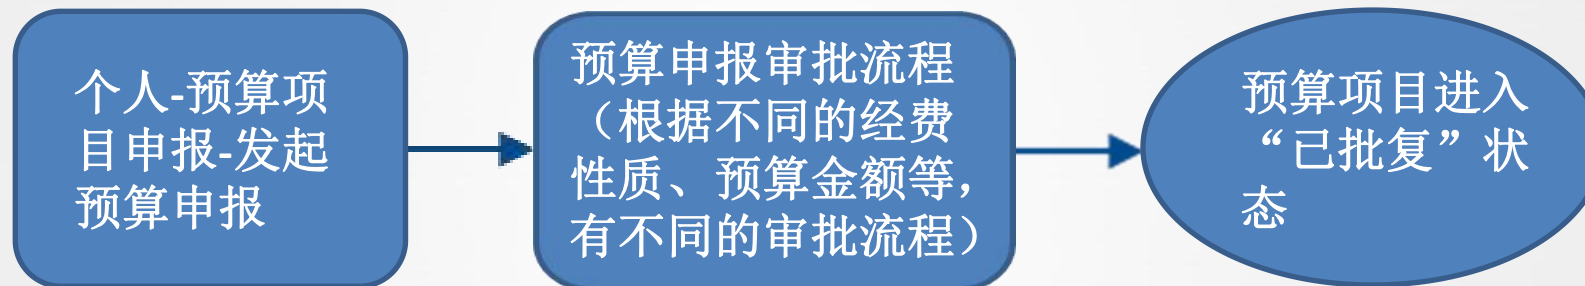 个人-预算项
目申报-发起
预算申报
预算申报审批流程
（根据不同的经费
性质、预算金额等，
有不同的审批流程）
预算项目进入
“已批复”状
态